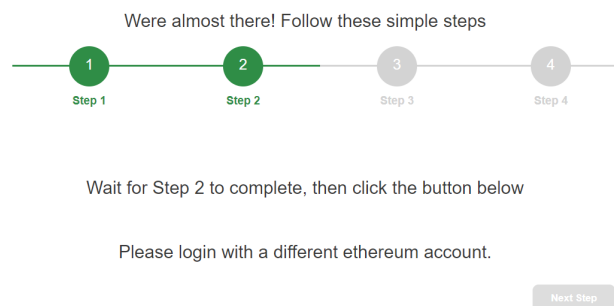 Were almost there! Follow these simple steps
1 2 3 4
Step 1 Step 2 Step 3 Step 4
Wait for Step 2 to complete, then click the button below
Please login with a different ethereum account.
Next Step